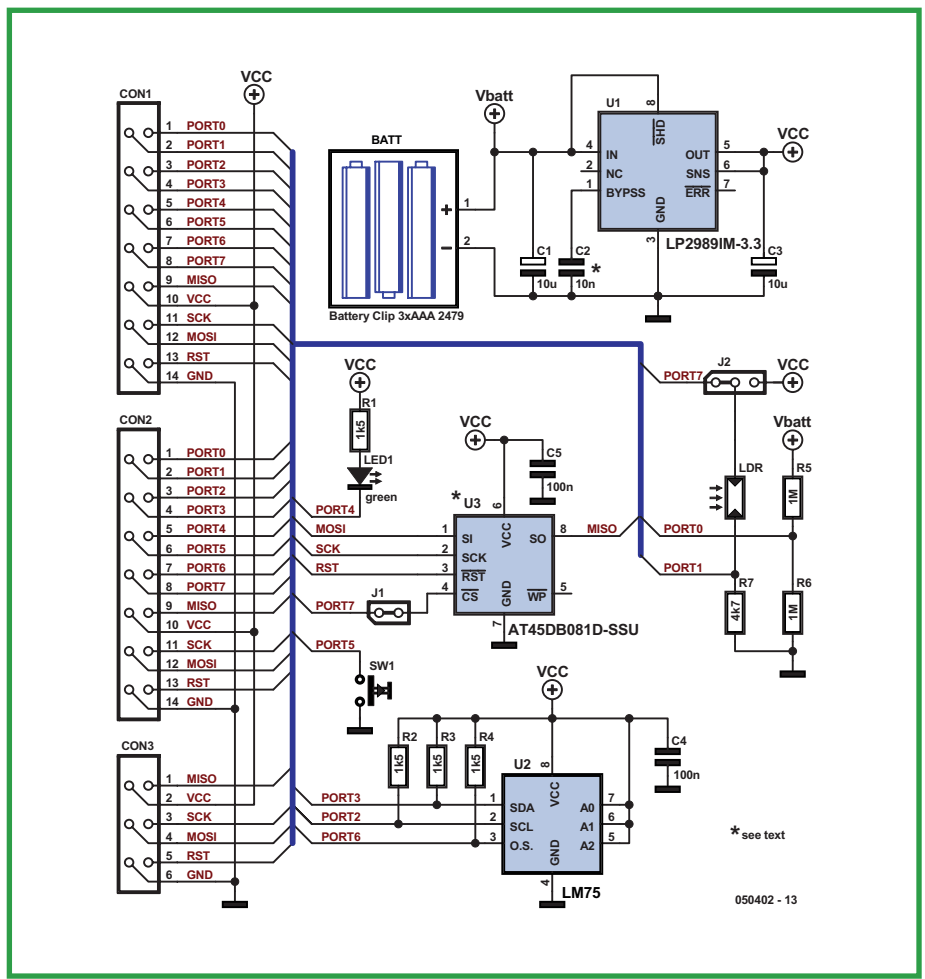 CON1
1 PORT0
2 PORT1
3 PORT2
4 PORT3
5 PORT4
6 PORT5
7 PORT6
8 PORT7
9 MISO
10 VCC
11 SCK
12 MOSI
13 RST
14 GND
VCC
BATT
+ 1
− 2
Battery Clip 3xAAA 2479
Vbatt
U1
8
SHD
4 IN
2 NC
1 BYPSS
OUT 5
SNS 6
ERR 7
GND
3
LP2989IM-3.3
VCC
C1
10u
C2
*
10n
C3
10u
CON2
1 PORT0
2 PORT1
3 PORT2
4 PORT3
5 PORT4
6 PORT5
7 PORT6
8 PORT7
9 MISO
10 VCC
11 SCK
12 MOSI
13 RST
14 GND
VCC
R1
1k5
LED1
green
PORT4
MOSI
SCK
RST
PORT7
J1
PORT5
SW1
VCC
C5
100n
* U3
6
VCC
1 SI
2 SCK
3 RST
4 CS
SO 8
WP 5
GND
7
AT45DB081D-SSU
MISO
PORT7
J2
VCC
Vbatt
LDR
R5
1M
PORT0
PORT1
R7
4k7
R6
1M
CON3
1 MISO
2 VCC
3 SCK
4 MOSI
5 RST
6 GND
VCC
R2
1k5
R3
1k5
R4
1k5
C4
100n
U2
8
VCC
PORT3
PORT2
PORT6
1 SDA
2 SCL
3 O.S.
A0 7
A1 6
A2 5
GND
4
LM75
* see text
050402 - 13